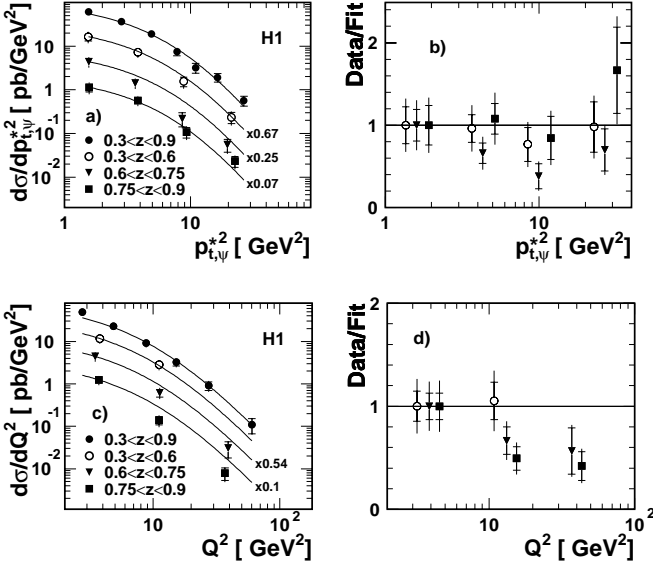 dσ/dp*2t,ψ [ pb/GeV2]
10
1
10-1
10-2
H1
a)
0.3<z<0.9
0.3<z<0.6
0.6<z<0.75
0.75<z<0.9
x0.67
x0.25
x0.07
1
10
p*2t,ψ [ GeV2]
Data/Fit
b)
2
1
0
1
10
p*2t,ψ [ GeV2]
dσ/dQ2 [ pb/GeV2]
10
1
10-1
10-2
H1
c)
0.3<z<0.9
0.3<z<0.6
0.6<z<0.75
0.75<z<0.9
x0.54
x0.1
10
102
Q2 [ GeV2]
Data/Fit
d)
2
1
0
1
10
102
Q2 [ GeV2]